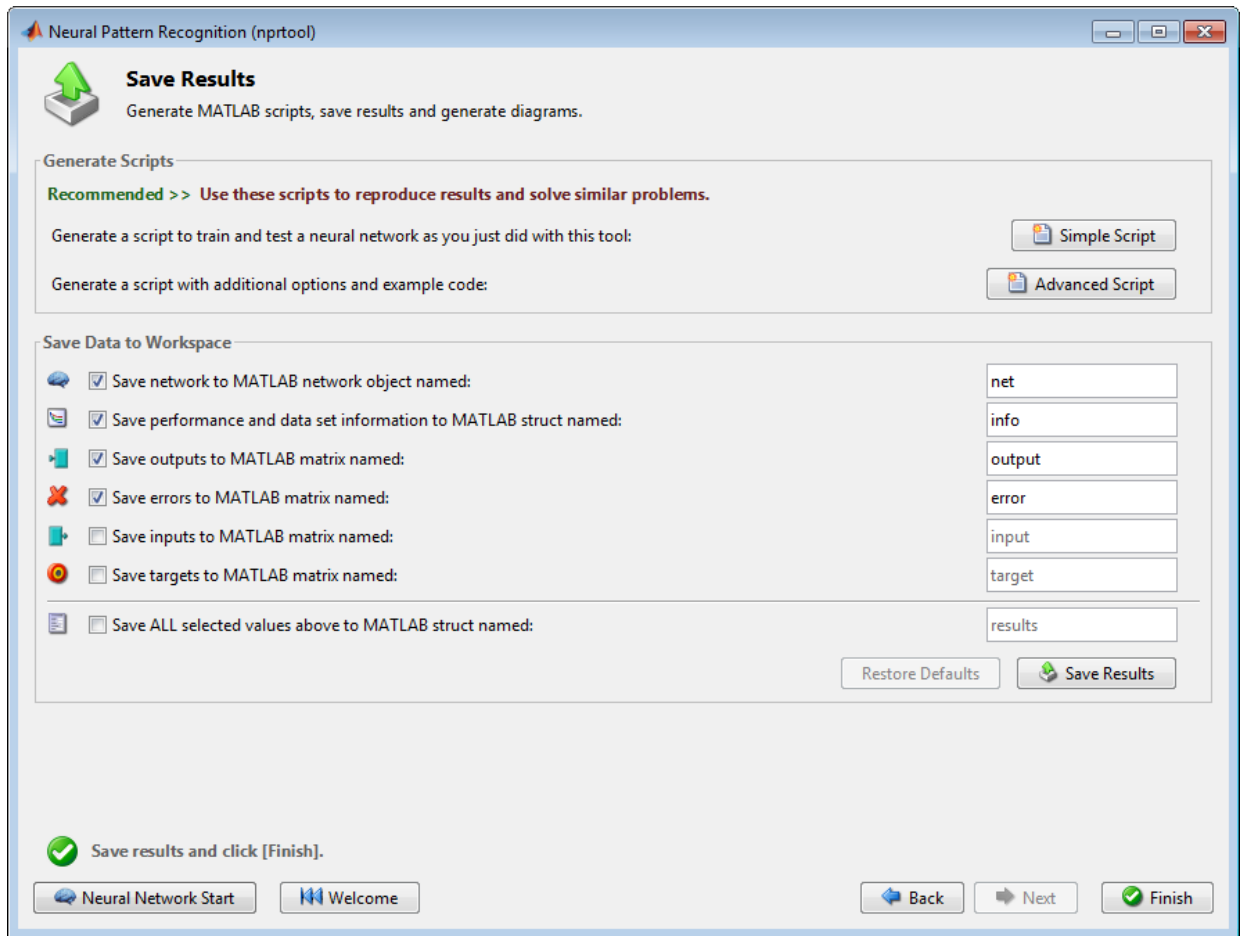 Neural Pattern Recognition (nprtool)
Save Results
Generate MATLAB scripts, save results and generate diagrams.
Generate Scripts
Recommended >> Use these scripts to reproduce results and solve similar problems.
Generate a script to train and test a neural network as you just did with this tool: Simple Script
Generate a script with additional options and example code: Advanced Script
Save Data to Workspace
Save network to MATLAB network object named: net
Save performance and data set information to MATLAB struct named: info
Save outputs to MATLAB matrix named: output
Save errors to MATLAB matrix named: error
Save inputs to MATLAB matrix named: input
Save targets to MATLAB matrix named: target
Save ALL selected values above to MATLAB struct named: results
Restore Defaults Save Results
Save results and click [Finish].
Neural Network Start Welcome Back Next Finish